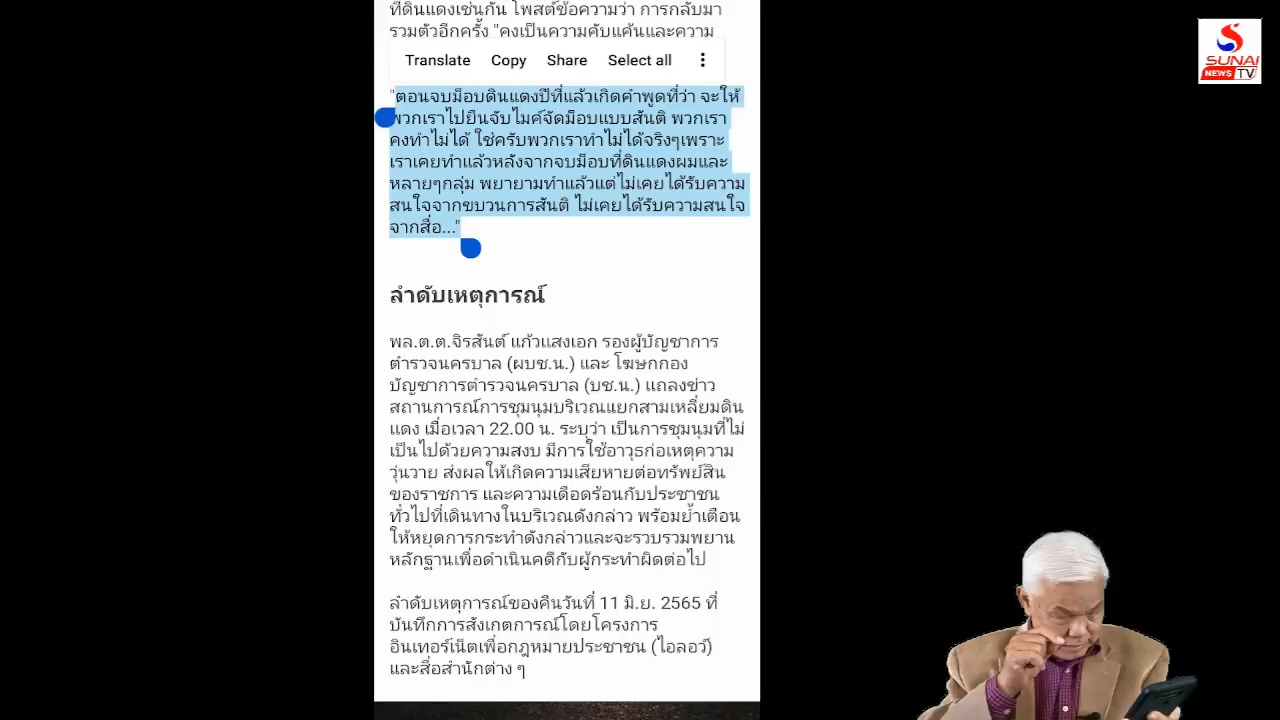 ที่ดินแดงเช่นกัน โพสต์ข้อความว่า การกลับมา
รวมตัวอีกครั้ง "คงเป็นความคับแค้นและความ
Translate Copy Share Select all
"ตอนจบม็อบดินแดงปีที่แล้วเกิดคำพูดที่ว่า จะให้
พวกเราไปยืนจับไมค์จัดม็อบแบบสันติ พวกเรา
คงทำไม่ได้ ใช่ครับพวกเราทำไม่ได้จริงๆเพราะ
เราเคยทำแล้วหลังจากจบม็อบที่ดินแดงผมและ
หลายๆกลุ่ม พยายามทำแล้วแต่ไม่เคยได้รับความ
สนใจจากขบวนการสันติ ไม่เคยได้รับความสนใจ
จากสื่อ..."
ลำดับเหตุการณ์
พล.ต.ต.จิรสันต์ แก้วแสงเอก รองผู้บัญชาการ
ตำรวจนครบาล (ผบช.น.) และ โฆษกกอง
บัญชาการตำรวจนครบาล (บช.น.) แถลงข่าว
สถานการณ์การชุมนุมบริเวณแยกสามเหลี่ยมดิน
แดง เมื่อเวลา 22.00 น. ระบุว่า เป็นการชุมนุมที่ไม่
เป็นไปด้วยความสงบ มีการใช้อาวุธก่อเหตุความ
วุ่นวาย ส่งผลให้เกิดความเสียหายต่อทรัพย์สิน
ของราชการ และความเดือดร้อนกับประชาชน
ทั่วไปที่เดินทางในบริเวณดังกล่าว พร้อมย้ำเตือน
ให้หยุดการกระทำดังกล่าวและจะรวบรวมพยาน
หลักฐานเพื่อดำเนินคดีกับผู้กระทำผิดต่อไป
ลำดับเหตุการณ์ของคืนวันที่ 11 มิ.ย. 2565 ที่
บันทึกการสังเกตการณ์โดยโครงการ
อินเทอร์เน็ตเพื่อกฎหมายประชาชน (ไอลอว์)
และสื่อสำนักต่าง ๆ
SUNAI
NEWS TV